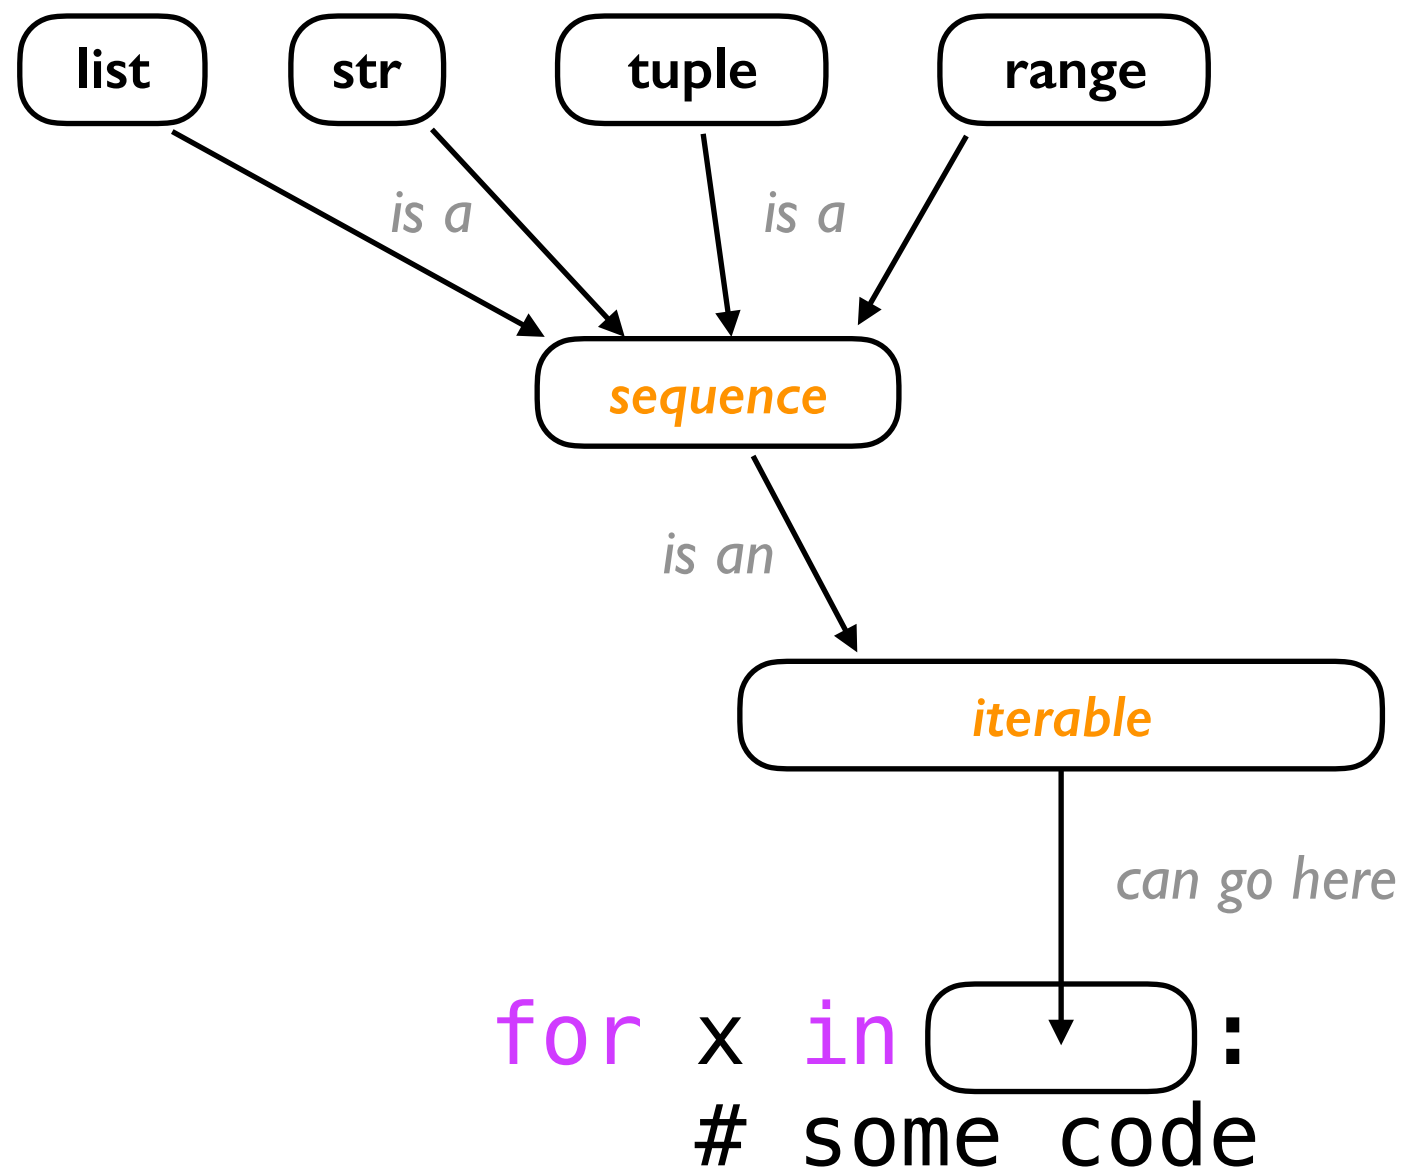 list str tuple range
is a is a
sequence
is an
iterable
can go here
for x in :
# some code